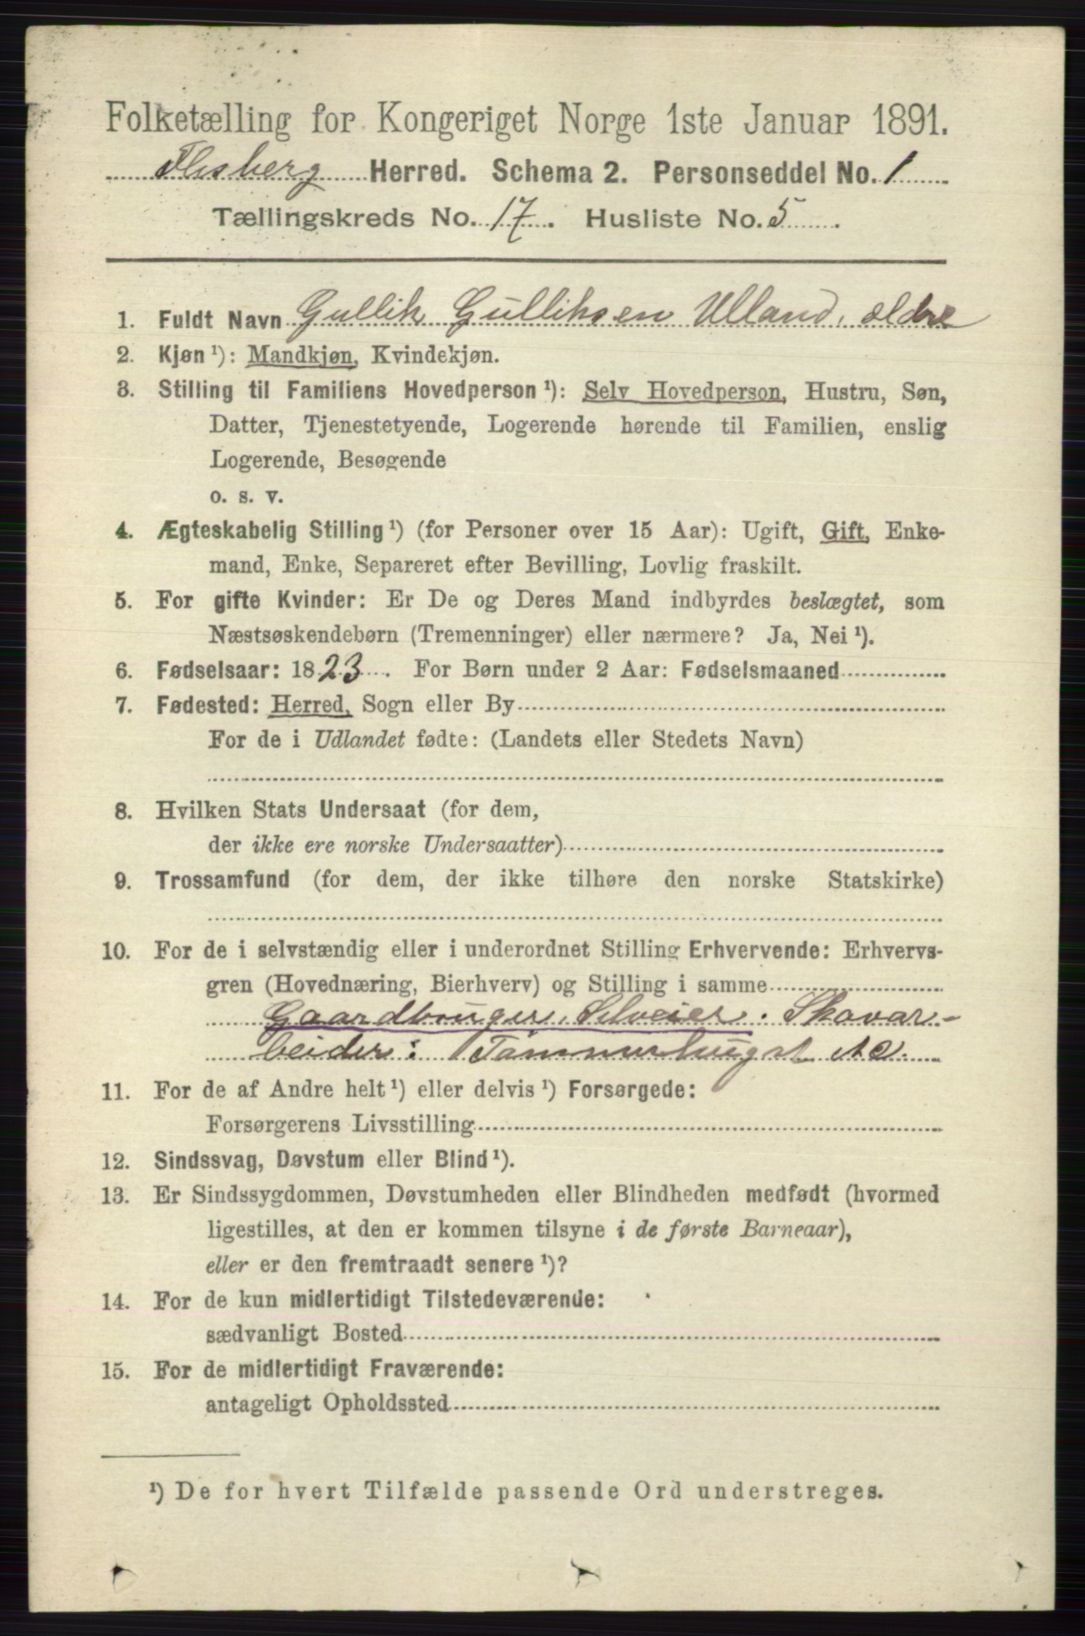 Folketælling for Kongeriget Norge 1ste Januar 1891.
Flesberg Herred. Schema 2. Personseddel No. 1
Tællingskreds No. 17. Husliste No. 5.
1. Fuldt Navn Gullik Gulliksen Ulland, ældre
2. Kjøn ¹): Mandkjøn, Kvindekjøn.
3. Stilling til Familiens Hovedperson ¹): Selv Hovedperson, Hustru, Søn,
Datter, Tjenestetyende, Logerende hørende til Familien, enslig
Logerende, Besøgende
o. s. v.
4. Ægteskabelig Stilling ¹) (for Personer over 15 Aar): Ugift, Gift, Enke-
mand, Enke, Separeret efter Bevilling, Lovlig fraskilt.
5. For gifte Kvinder: Er De og Deres Mand indbyrdes beslægtet, som
Næstsøskendebørn (Tremenninger) eller nærmere? Ja, Nei ¹).
6. Fødselsaar: 1823. For Børn under 2 Aar: Fødselsmaaned
7. Fødested: Herred, Sogn eller By
For de i Udlandet fødte: (Landets eller Stedets Navn)
8. Hvilken Stats Undersaat (for dem,
der ikke ere norske Undersaatter)
9. Trossamfund (for dem, der ikke tilhøre den norske Statskirke)
10. For de i selvstændig eller i underordnet Stilling Erhvervende: Erhvervs-
gren (Hovednæring, Bierhverv) og Stilling i samme
Gaardbruger, Selveier. Skovar-
beider: Tømmerhugst
11. For de af Andre helt ¹) eller delvis ¹) Forsørgede:
Forsørgerens Livsstilling
12. Sindssvag, Døvstum eller Blind ¹).
13. Er Sindssygdommen, Døvstumheden eller Blindheden medfødt (hvormed
ligestilles, at den er kommen tilsyne i de første Barneaar),
eller er den fremtraadt senere ¹)?
14. For de kun midlertidigt Tilstedeværende:
sædvanligt Bosted
15. For de midlertidigt Fraværende:
antageligt Opholdssted
¹) De for hvert Tilfælde passende Ord understreges.